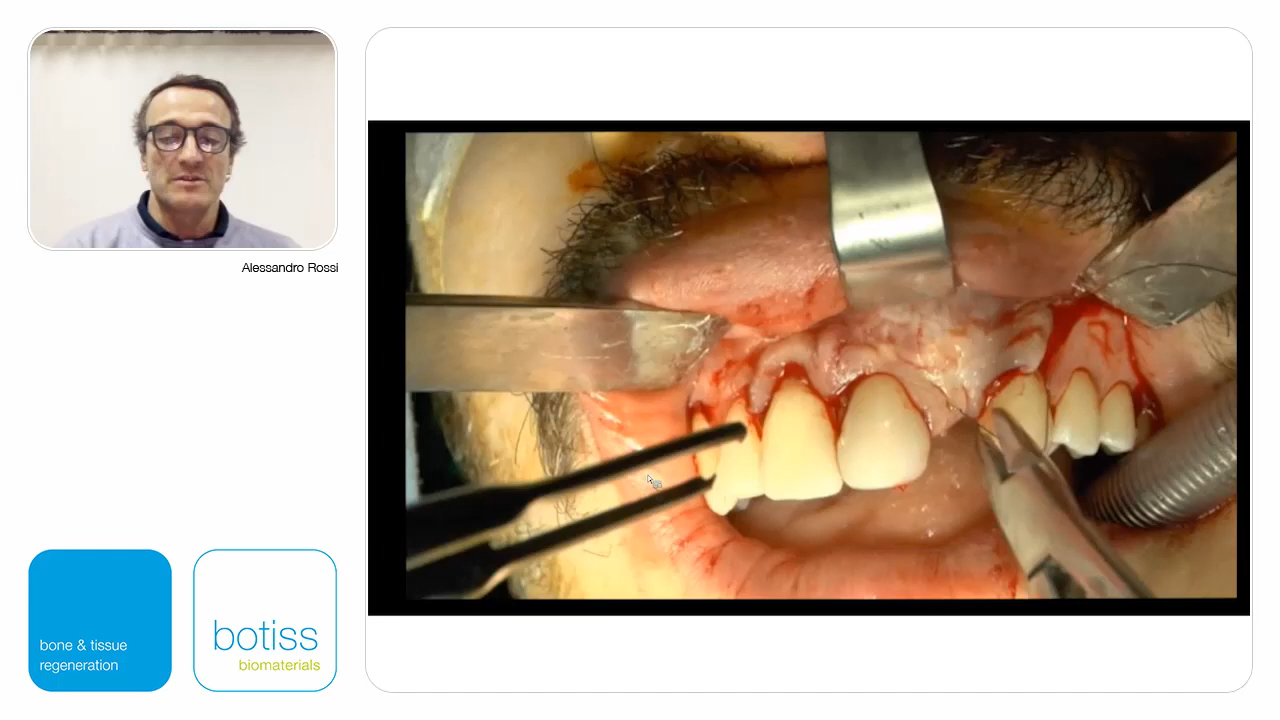 Alessandro Rossi
bone & tissue
regeneration
botiss
biomaterials